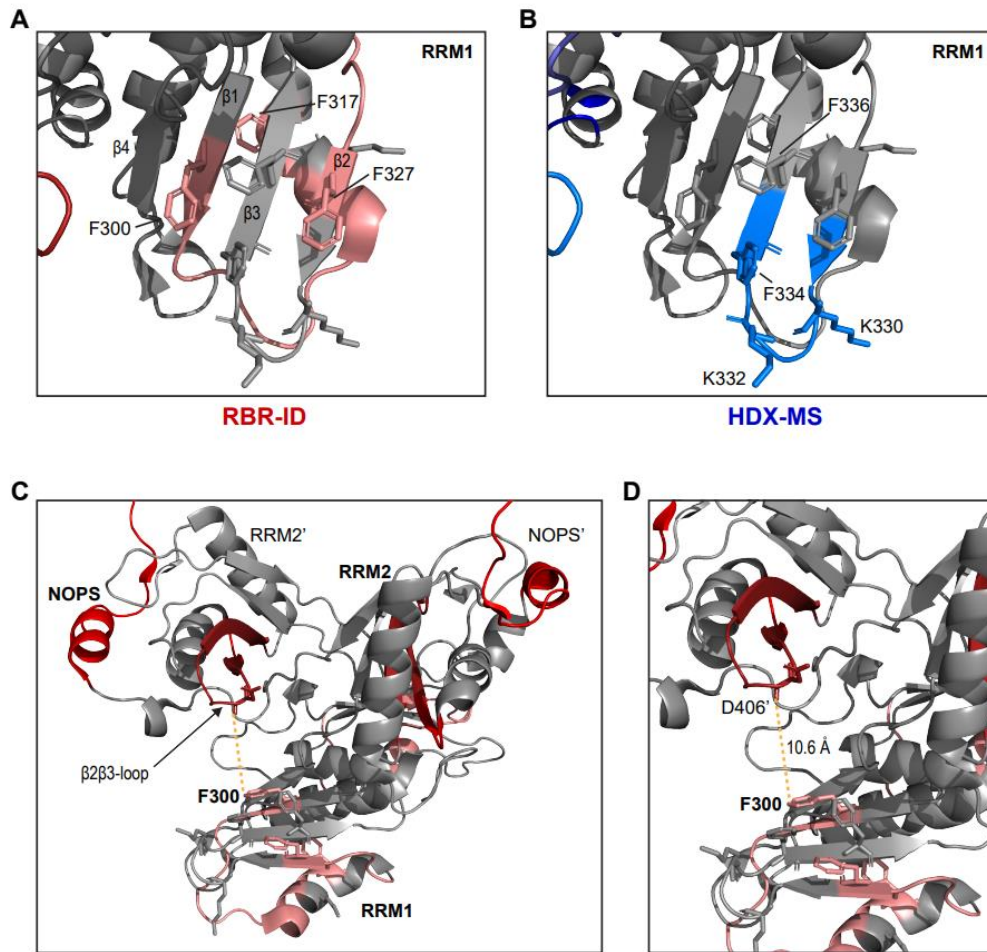 A
RRM1
β1
F317
β4
β2
F327
β3
F300
RBR-ID
B
RRM1
F336
F334
K330
K332
HDX-MS
C
RRM2’
NOPS’
NOPS
RRM2
β2β3-loop
F300
RRM1
D
D406’
10.6 Å
F300